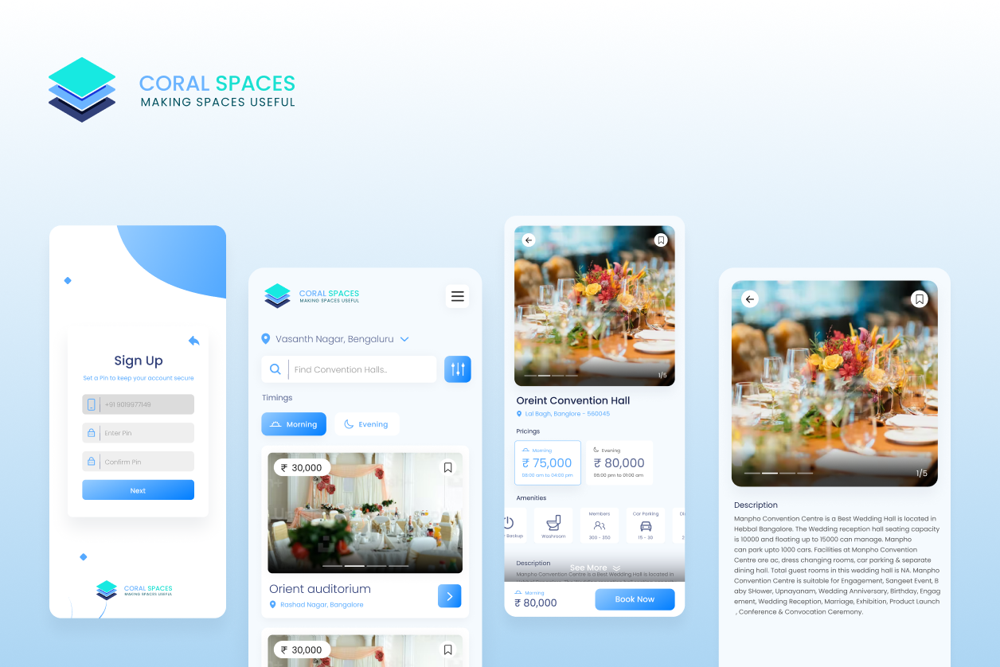 CORAL SPACES
MAKING SPACES USEFUL
Sign Up
Set a Pin to keep your account secure
+91 9019977149
Enter Pin
Confirm Pin
Next
CORAL SPACES
MAKING SPACES USEFUL
CORAL SPACES
MAKING SPACES USEFUL
Vasanth Nagar, Bengaluru
Find Convention Halls..
Timings
Morning
Evening
₹ 30,000
Orient auditorium
Rashad Nagar, Bangalore
₹ 30,000
1/5
Oreint Convention Hall
Lal Bagh, Banglore - 560045
Pricings
Morning
Evening
₹ 75,000
₹ 80,000
08:00 am to 04:00 pm
06:00 pm to 01:00 am
Amenities
Members
Car Parking
Backup
Washroom
300 - 350
15 - 30
Description
See More
Manpho Convention Centre is a Best Wedding Hall is located in
Morning
₹ 80,000
Book Now
1/5
Description
Manpho Convention Centre is a Best Wedding Hall is located in
Hebbal Bangalore. The Wedding reception hall seating capacity
is 10000 and floating up to 15000 can manage. Manpho
can park upto 1000 cars. Facilities at Manpho Convention
Centre are ac, dress changing rooms, car parking & separate
dining hall. Total guest rooms in this wedding hall is NA. Manpho
Convention Centre is suitable for Engagement, Sangeet Event, B
aby SHower, Upnayanam, Wedding Anniversary, Birthday, Engag
ement, Wedding Reception, Marriage, Exhibition, Product Launch
, Conference & Convocation Ceremony.